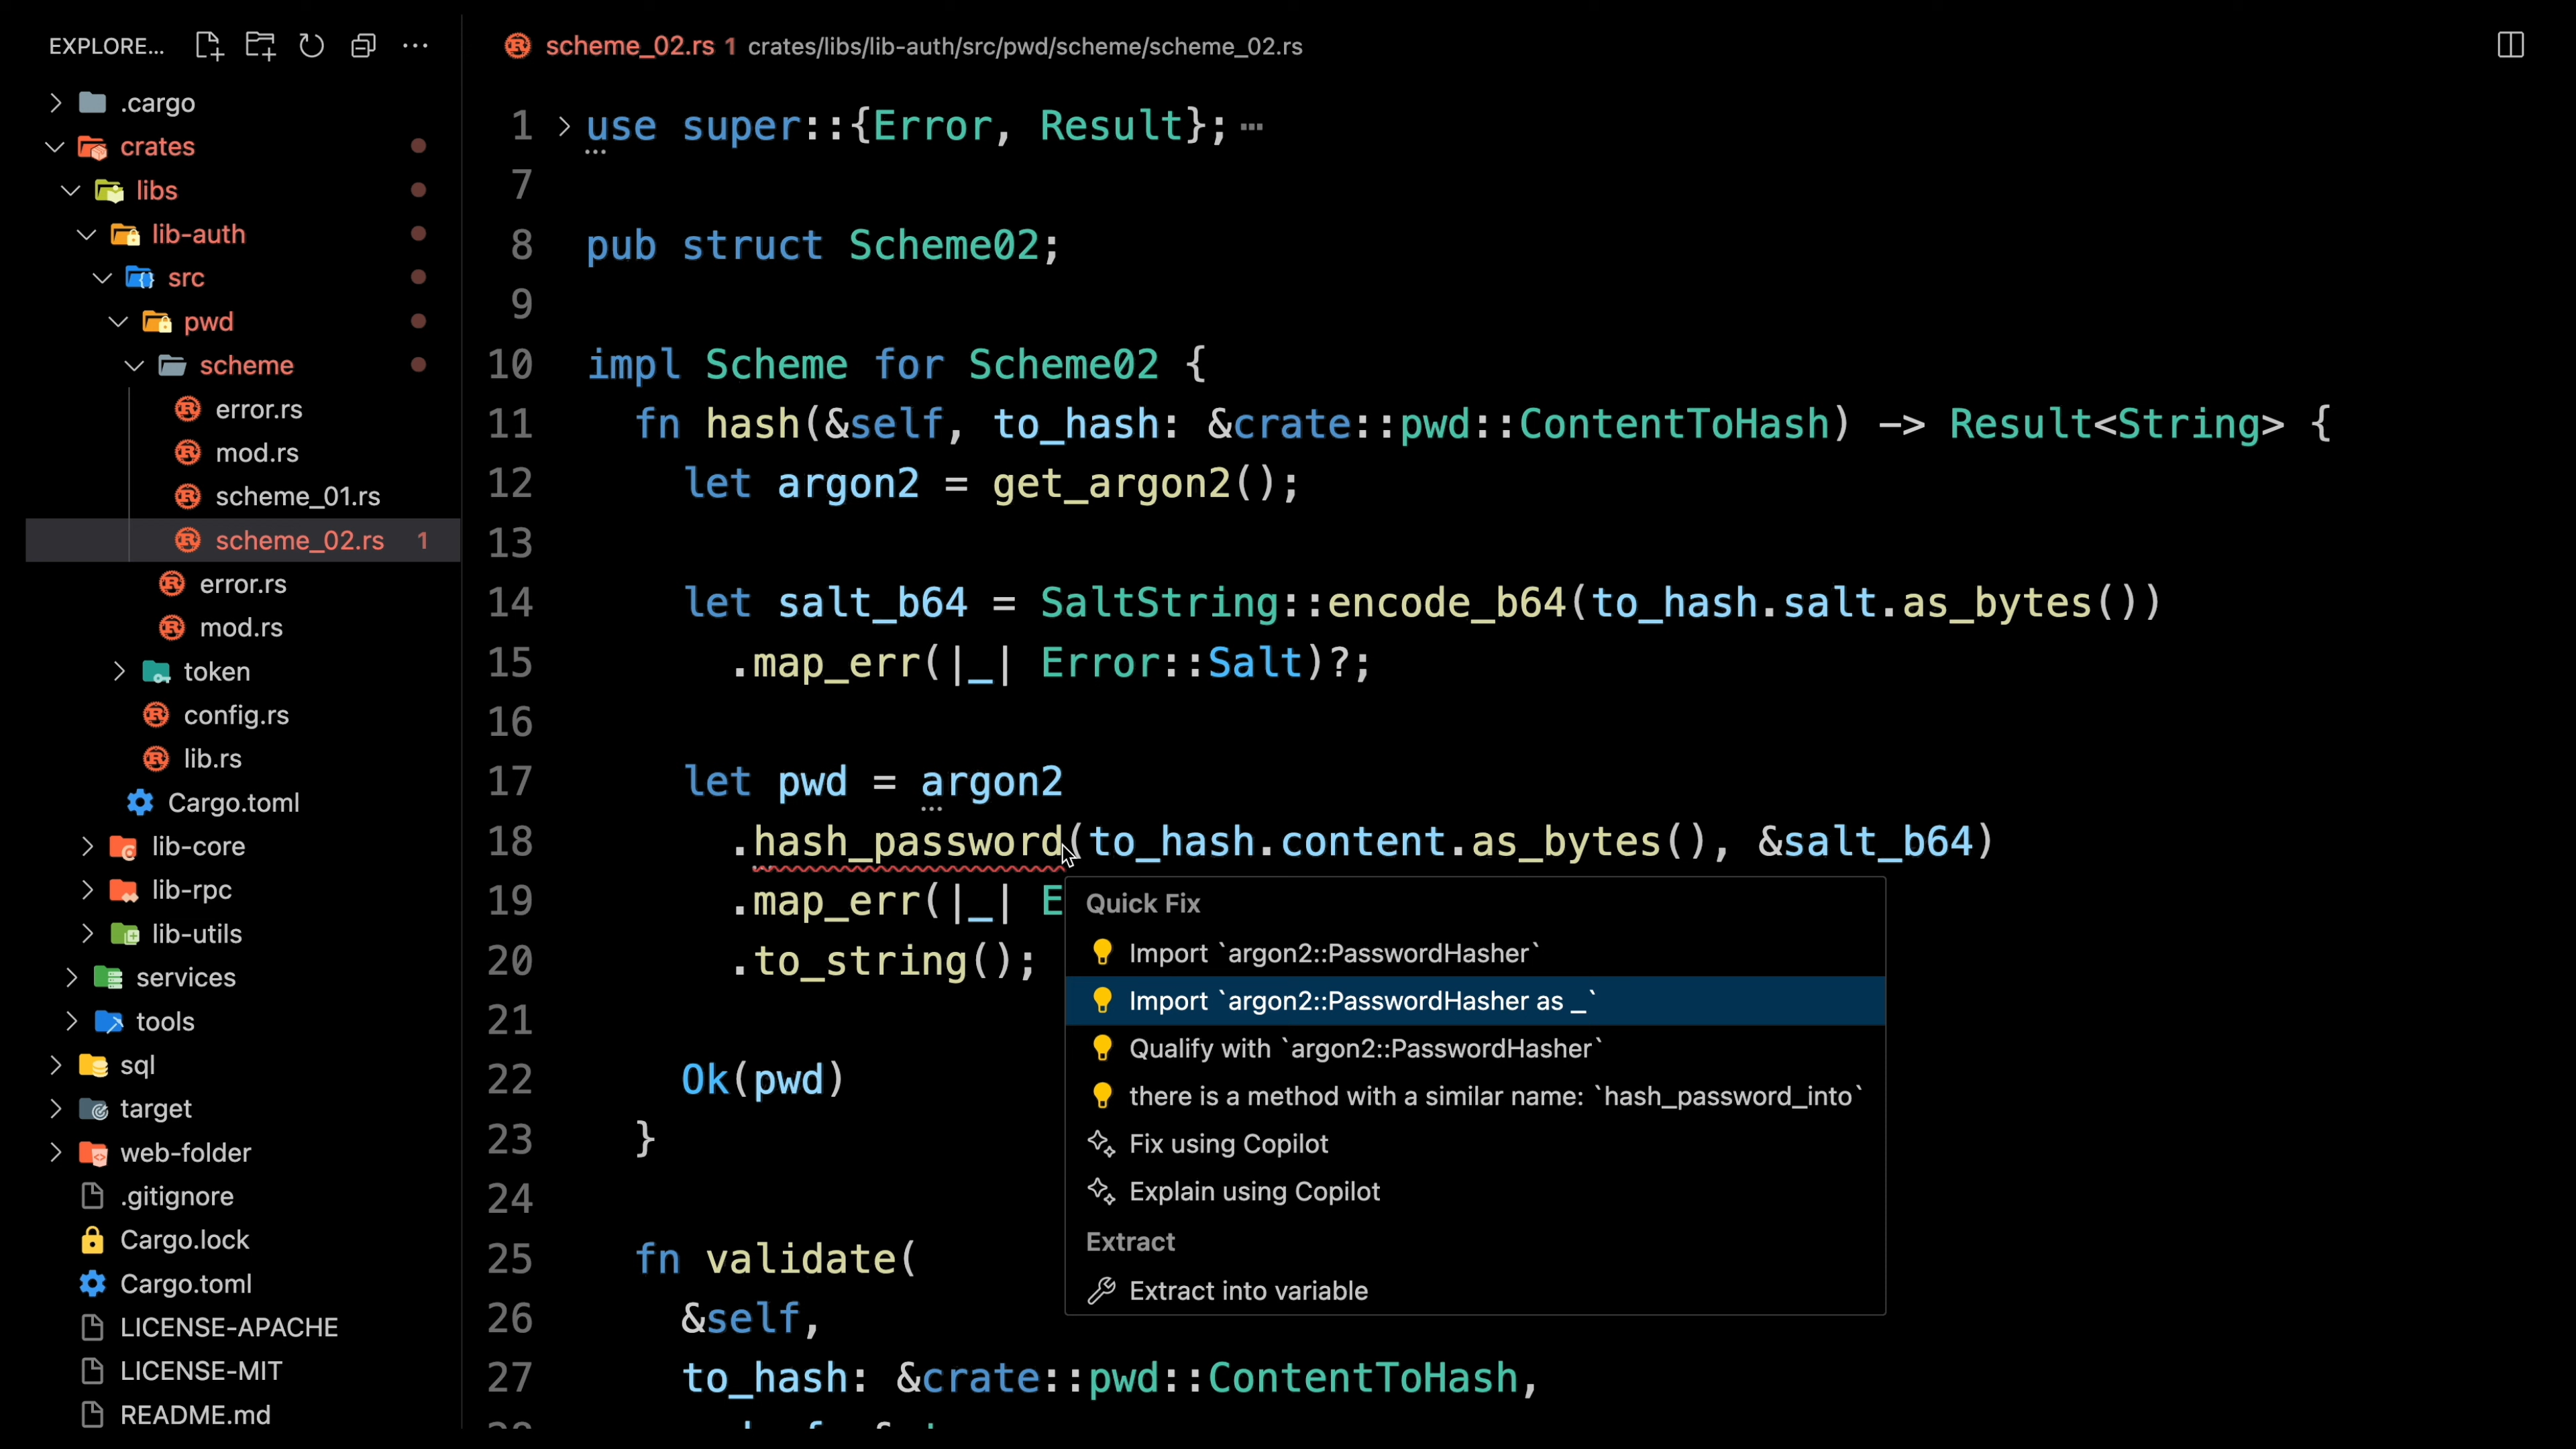 EXPLORE...
.cargo
crates
libs
lib-auth
src
pwd
scheme
error.rs
mod.rs
scheme_01.rs
scheme_02.rs 1
error.rs
mod.rs
token
config.rs
lib.rs
Cargo.toml
lib-core
lib-rpc
lib-utils
services
tools
sql
target
web-folder
.gitignore
Cargo.lock
Cargo.toml
LICENSE-APACHE
LICENSE-MIT
README.md
scheme_02.rs 1 crates/libs/lib-auth/src/pwd/scheme/scheme_02.rs
1 use super::{Error, Result};
7
8 pub struct Scheme02;
9
10 impl Scheme for Scheme02 {
11 fn hash(&self, to_hash: &crate::pwd::ContentToHash) -> Result<String> {
12 let argon2 = get_argon2();
13
14 let salt_b64 = SaltString::encode_b64(to_hash.salt.as_bytes())
15 .map_err(|_| Error::Salt)?;
16
17 let pwd = argon2
18 .hash_password(to_hash.content.as_bytes(), &salt_b64)
19 .map_err(|_| E
20 .to_string();
21
22 Ok(pwd)
23 }
24
25 fn validate(
26 &self,
27 to_hash: &crate::pwd::ContentToHash,
Quick Fix
Import `argon2::PasswordHasher`
Import `argon2::PasswordHasher as _`
Qualify with `argon2::PasswordHasher`
there is a method with a similar name: `hash_password_into`
Fix using Copilot
Explain using Copilot
Extract
Extract into variable